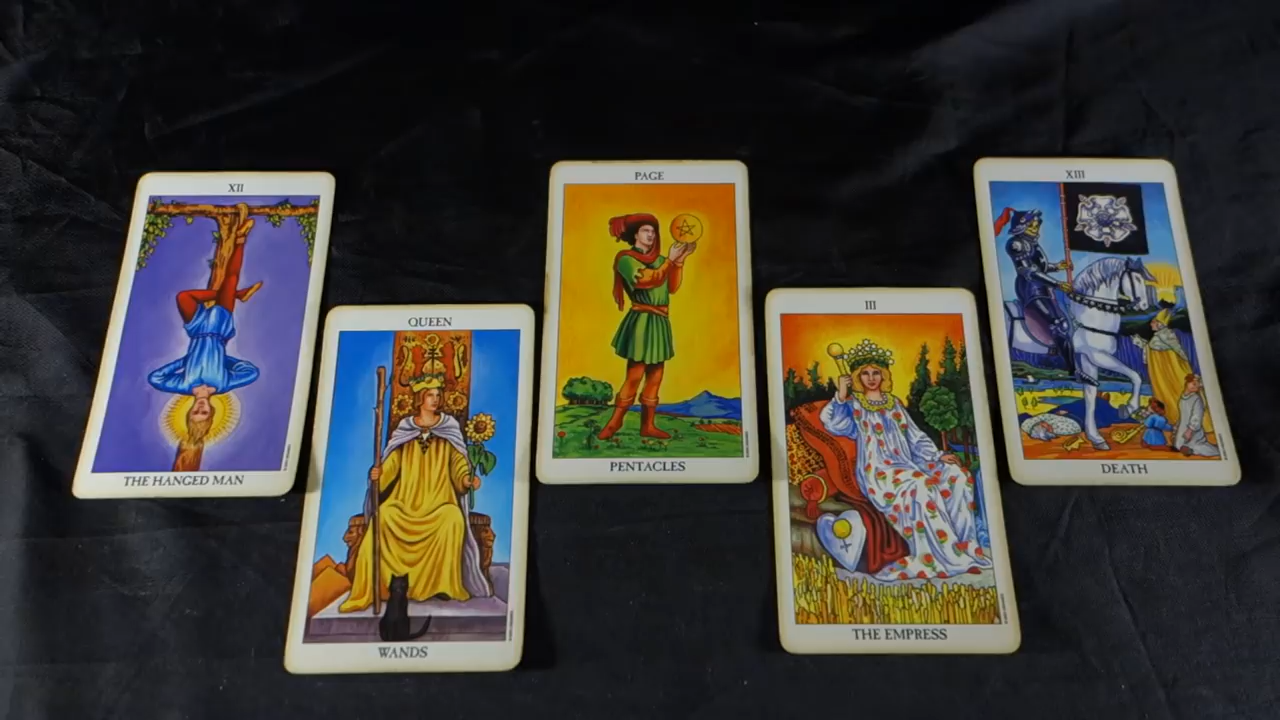 XII
THE HANGED MAN
QUEEN
WANDS
PAGE
PENTACLES
III
THE EMPRESS
XIII
DEATH